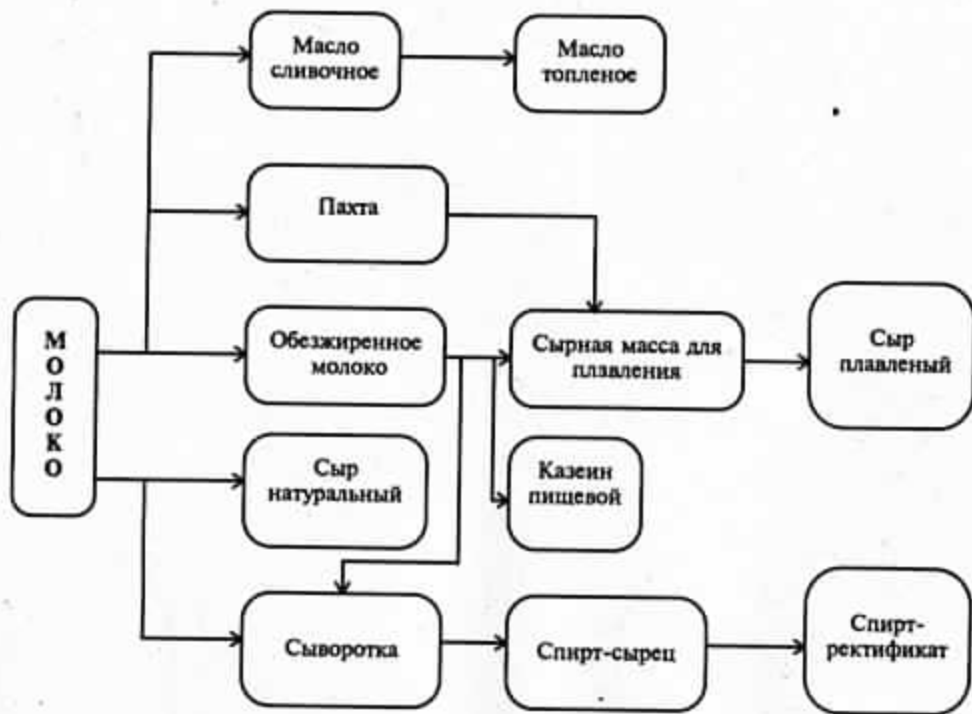 Масло
сливочное
Масло
топленое
Пахта
М
О
Л
О
К
О
Обезжиренное
молоко
Сырная масса для
плавления
Сыр
плавленый
Сыр
натуральный
Казеин
пищевой
Сыворотка
Спирт-сырец
Спирт-
ректификат